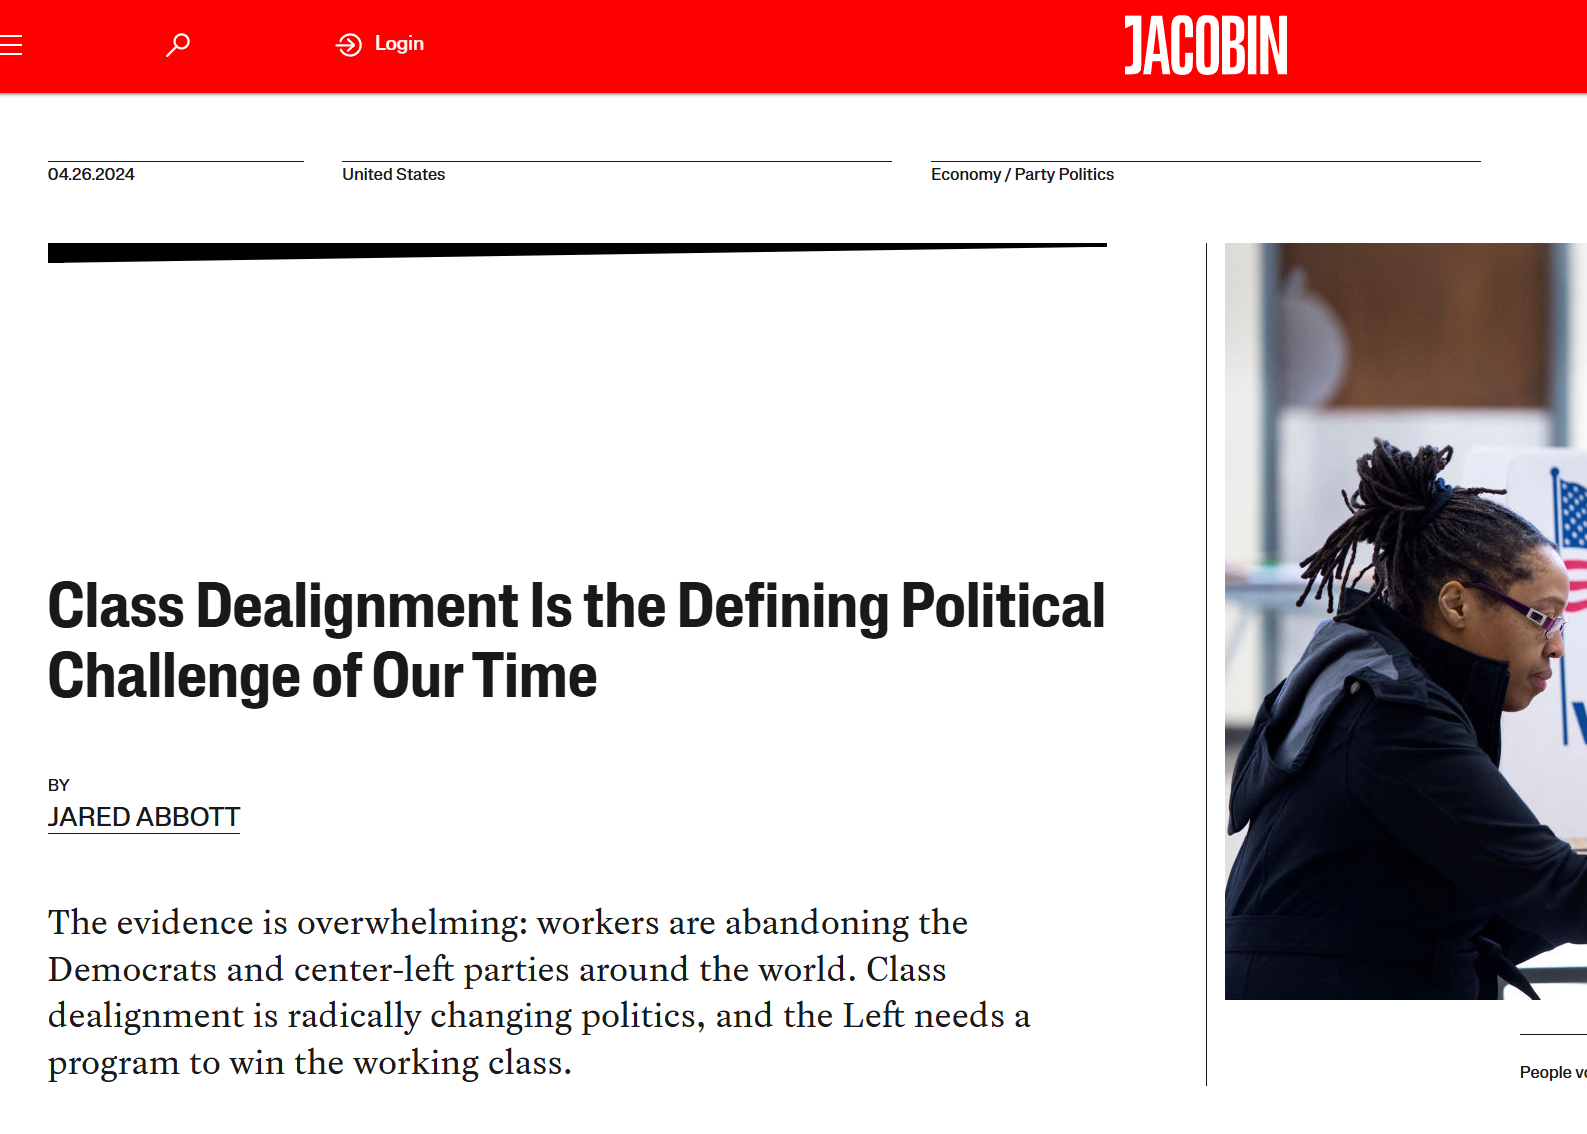 Login
JACOBIN
04.26.2024
United States
Economy / Party Politics
Class Dealignment Is the Defining Political
Challenge of Our Time
BY
JARED ABBOTT
The evidence is overwhelming: workers are abandoning the
Democrats and center-left parties around the world. Class
dealignment is radically changing politics, and the Left needs a
program to win the working class.
People